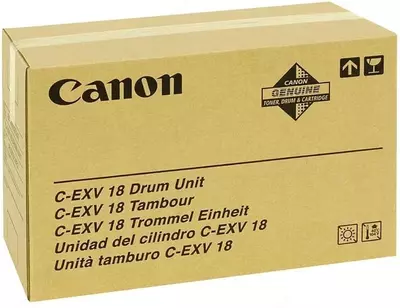 Canon
CANON
GENUINE
TONER, DRUM & CARTRIDGE
C-EXV 18 Drum Unit
C-EXV 18 Tambour
C-EXV 18 Trommel Einheit
Unidad del cilindro C-EXV 18
Unità tamburo C-EXV 18